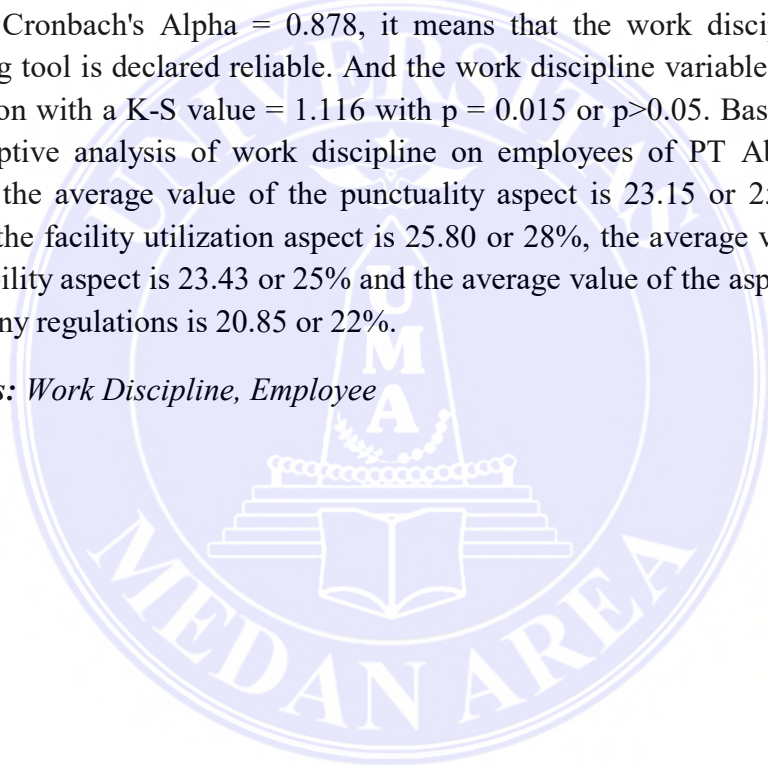 Cronbach's Alpha = 0.878, it means that the work disci
g tool is declared reliable. And the work discipline variable
on with a K-S value = 1.116 with p = 0.015 or p>0.05. Bas
ptive analysis of work discipline on employees of PT Al
the average value of the punctuality aspect is 23.15 or 2
the facility utilization aspect is 25.80 or 28%, the average v
ility aspect is 23.43 or 25% and the average value of the asp
ny regulations is 20.85 or 22%.
s: Work Discipline, Employee
UNIVERSITAS
UMA
MEDAN AREA